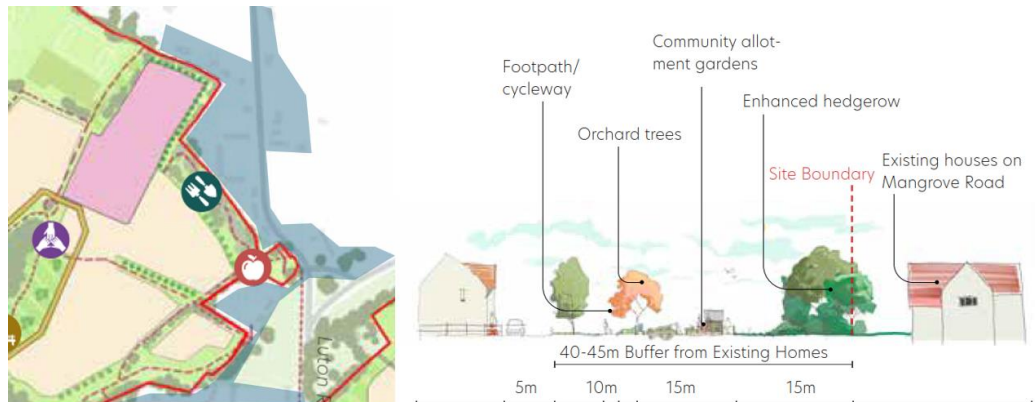 Luton R
Community allot-
ment gardens
Footpath/
cycleway
Enhanced hedgerow
Orchard trees
Site Boundary
Existing houses on
Mangrove Road
40-45m Buffer from Existing Homes
5m 10m 15m 15m